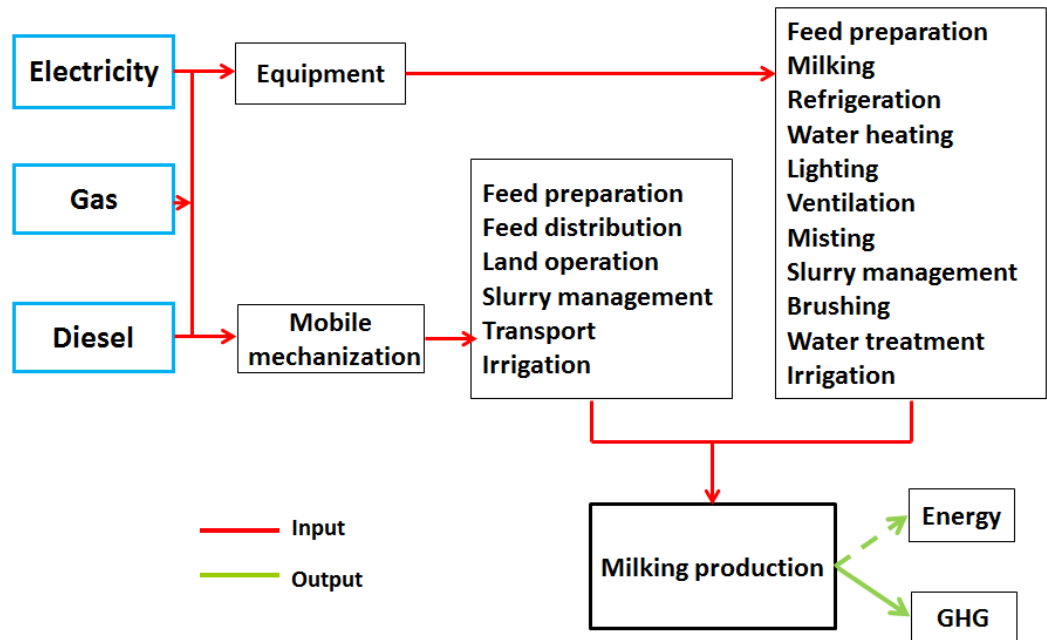 Electricity
Gas
Diesel
Equipment
Mobile
mechanization
Feed preparation
Feed distribution
Land operation
Slurry management
Transport
Irrigation
Feed preparation
Milking
Refrigeration
Water heating
Lighting
Ventilation
Misting
Slurry management
Brushing
Water treatment
Irrigation
Input
Output
Milking production
Energy
GHG